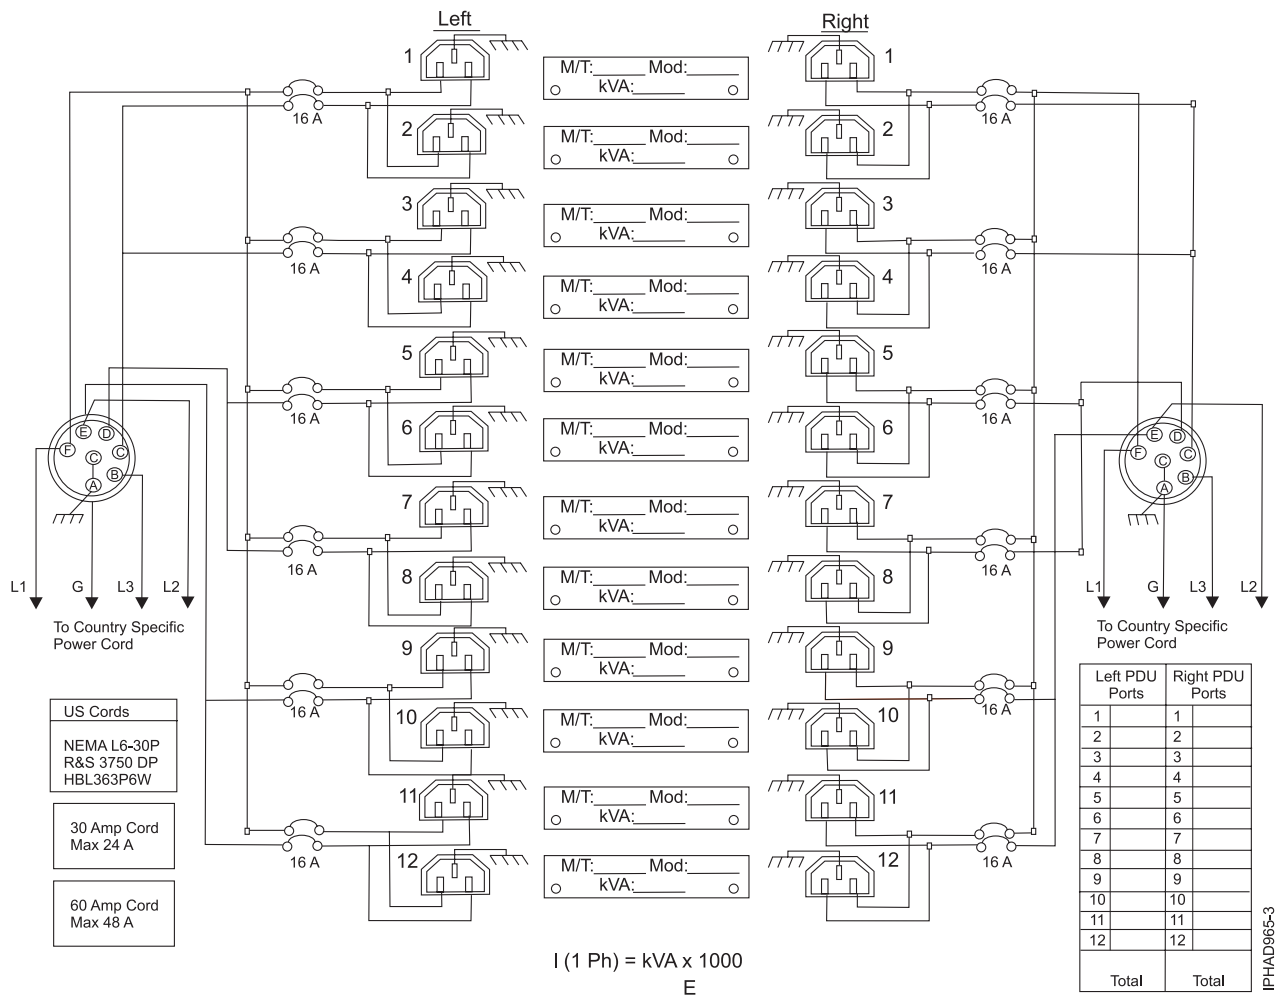 Left
Right
1
M/T:______ Mod:______
kVA:______
1
16 A
16 A
2
M/T:______ Mod:______
kVA:______
2
3
M/T:______ Mod:______
kVA:______
3
16 A
16 A
4
M/T:______ Mod:______
kVA:______
4
5
M/T:______ Mod:______
kVA:______
5
16 A
16 A
6
M/T:______ Mod:______
kVA:______
6
E D
F C
C
B
A
E D
F C
C
B
A
7
M/T:______ Mod:______
kVA:______
7
16 A
16 A
8
M/T:______ Mod:______
kVA:______
8
L1 G L3 L2
To Country Specific
Power Cord
L1 G L3 L2
To Country Specific
Power Cord
9
M/T:______ Mod:______
kVA:______
9
16 A
16 A
10
M/T:______ Mod:______
kVA:______
10
11
M/T:______ Mod:______
kVA:______
11
16 A
16 A
12
M/T:______ Mod:______
kVA:______
12
US Cords
NEMA L6-30P
R&S 3750 DP
HBL363P6W
30 Amp Cord
Max 24 A
60 Amp Cord
Max 48 A
Left PDU Right PDU
Ports Ports
1 1
2 2
3 3
4 4
5 5
6 6
7 7
8 8
9 9
10 10
11 11
12 12
Total Total
I (1 Ph) = kVA x 1000
E
IPHAD965-3